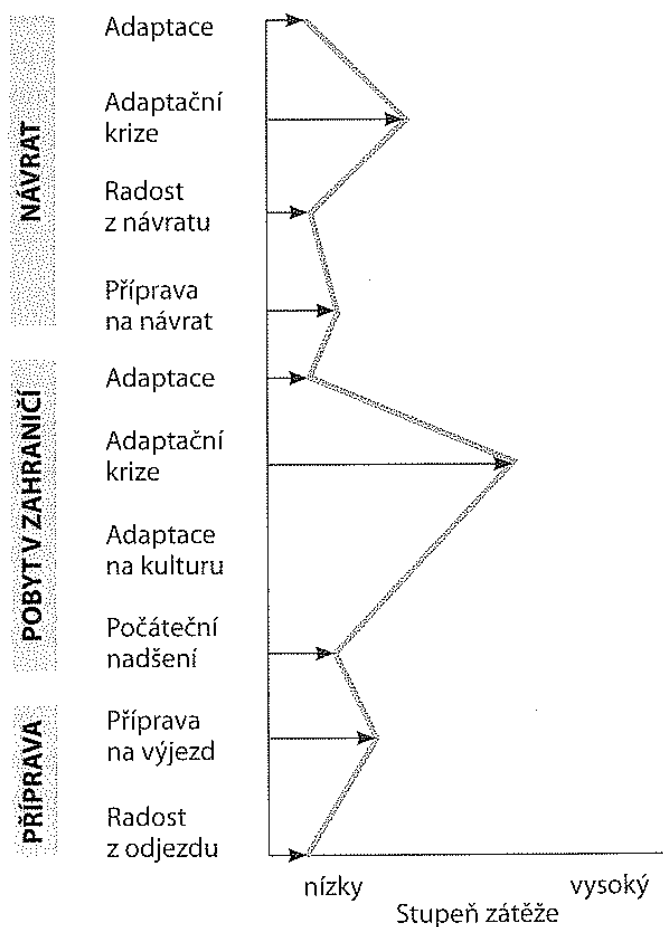 NÁVRAT
Adaptace
Adaptační
krize
Radost
z návratu
Příprava
na návrat
POBYT V ZAHRANIČÍ
Adaptace
Adaptační
krize
Adaptace
na kulturu
Počáteční
nadšení
PŘÍPRAVA
Příprava
na výjezd
Radost
z odjezdu
nízky
vysoký
Stupeň zátěže